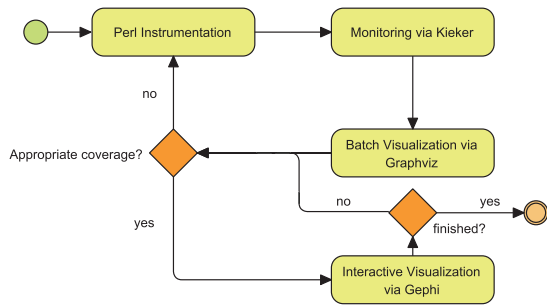 Perl Instrumentation
Monitoring via Kieker
no
Appropriate coverage?
Batch Visualization via
Graphviz
yes
no
yes
finished?
Interactive Visualization
via Gephi